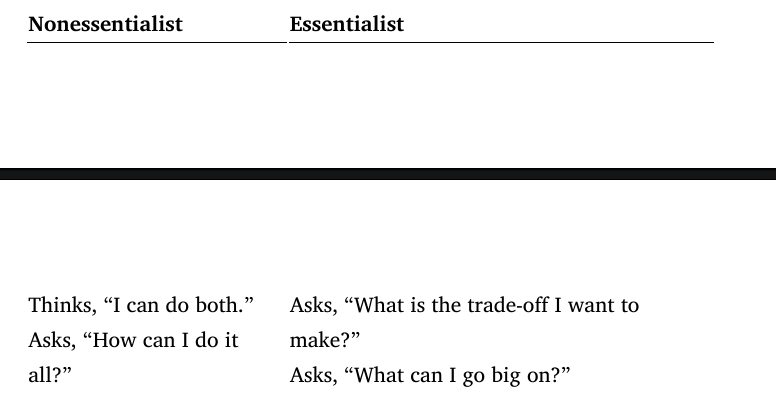 Nonessentialist
Essentialist
Thinks, “I can do both.”
Asks, “How can I do it
all?”
Asks, “What is the trade-off I want to
make?”
Asks, “What can I go big on?”